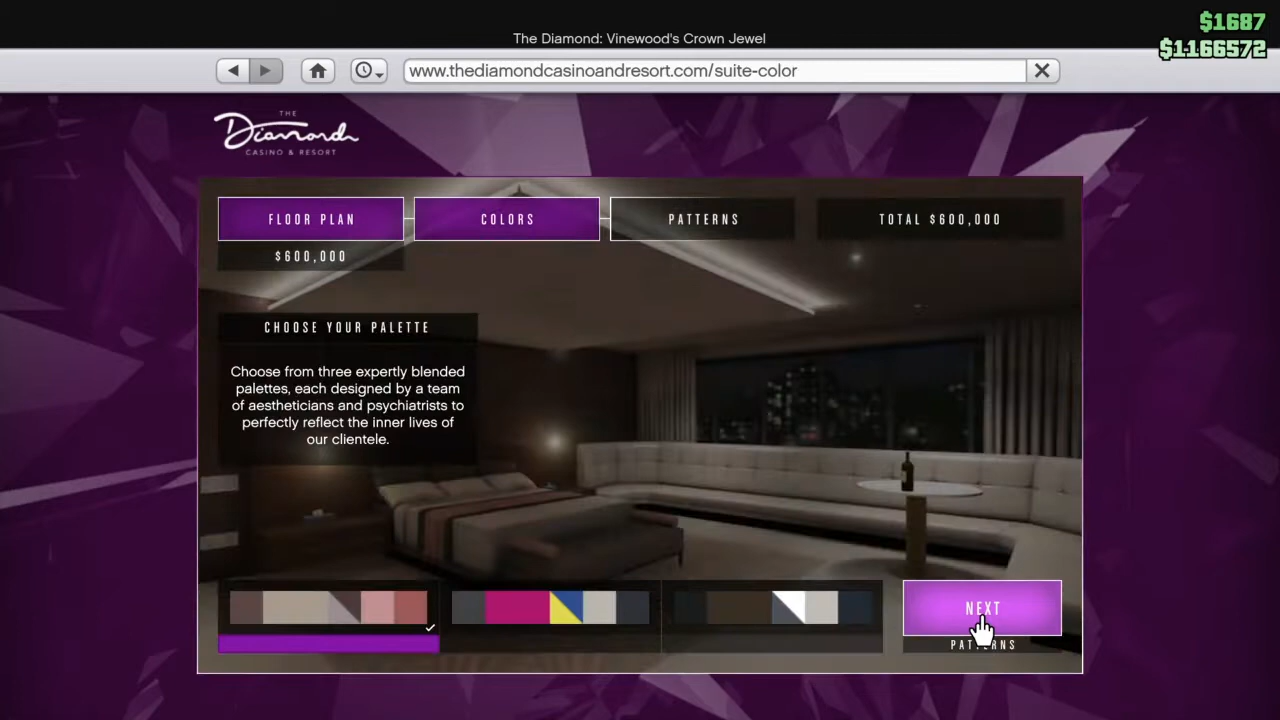 $1687
The Diamond: Vinewood's Crown Jewel
$1166572
www.thediamondcasinoandresort.com/suite-color
THE
Diamond
CASINO & RESORT
FLOOR PLAN
COLORS
PATTERNS
TOTAL $600,000
$600,000
CHOOSE YOUR PALETTE
Choose from three expertly blended
palettes, each designed by a team
of aestheticians and psychiatrists to
perfectly reflect the inner lives of
our clientele.
NEXT
PATTERNS